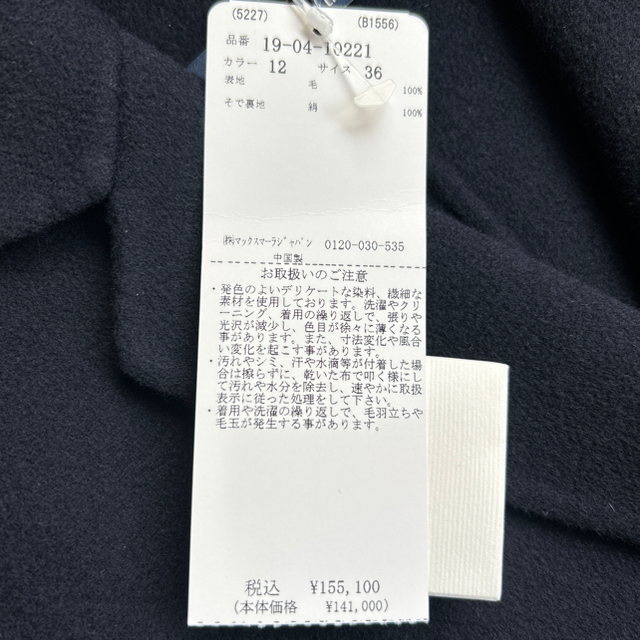 (5227) (B1556)
品番 19-04-10221
カラー 12 サイズ 36
表地 毛 100%
そで裏地 絹 100%
㈱マックスマーラジャパン 0120-030-535
中国製
お取扱いのご注意
・発色のよいデリケートな染料、繊細な
素材を使用しております。洗濯やクリ
ーニング、着用の繰り返しで、張りや
光沢が減少し、色目が徐々に薄くなる
事があります。また、寸法変化や風合
い変化を起こす事があります。
・汚れやシミ、汗や水滴等が付着した場
合は擦らずに、乾いた布で叩く様にし
て汚れや水分を除去し、速やかに取扱
表示に従った処理をして下さい。
・着用や洗濯の繰り返しで、毛羽立ちや
毛玉が発生する事があります。
税込 ¥155,100
(本体価格 ¥141,000)